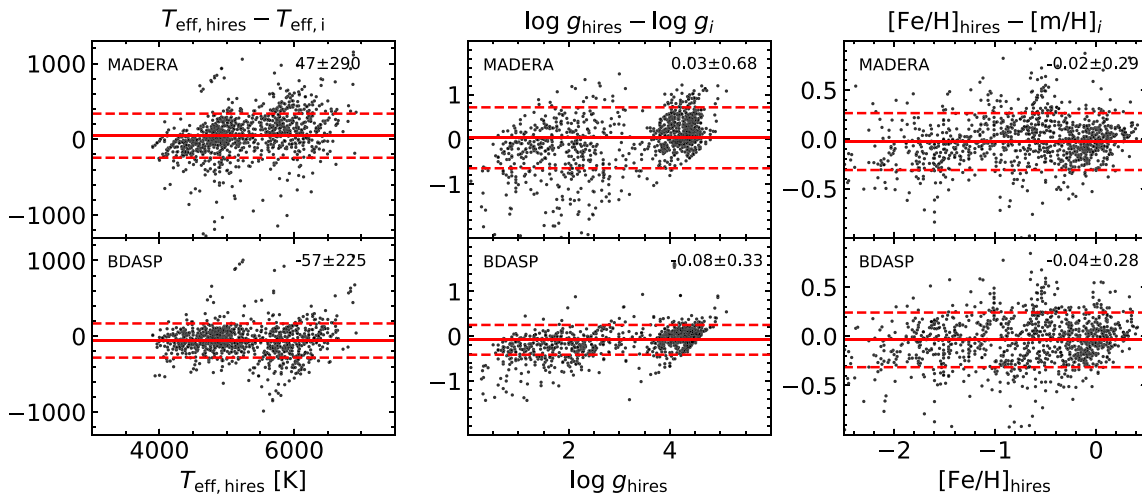 T_eff, hires − T_eff, i
log g_hires − log g_i
[Fe/H]_hires − [m/H]_i
MADERA 47±290
MADERA 0.03±0.68
MADERA -0.02±0.29
1000
0
−1000
1
0
−1
0.5
0.0
−0.5
BDASP -57±225
BDASP -0.08±0.33
BDASP -0.04±0.28
1000
0
−1000
1
0
−1
0.5
0.0
−0.5
4000 6000
2 4
−2 −1 0
T_eff, hires [K]
log g_hires
[Fe/H]_hires